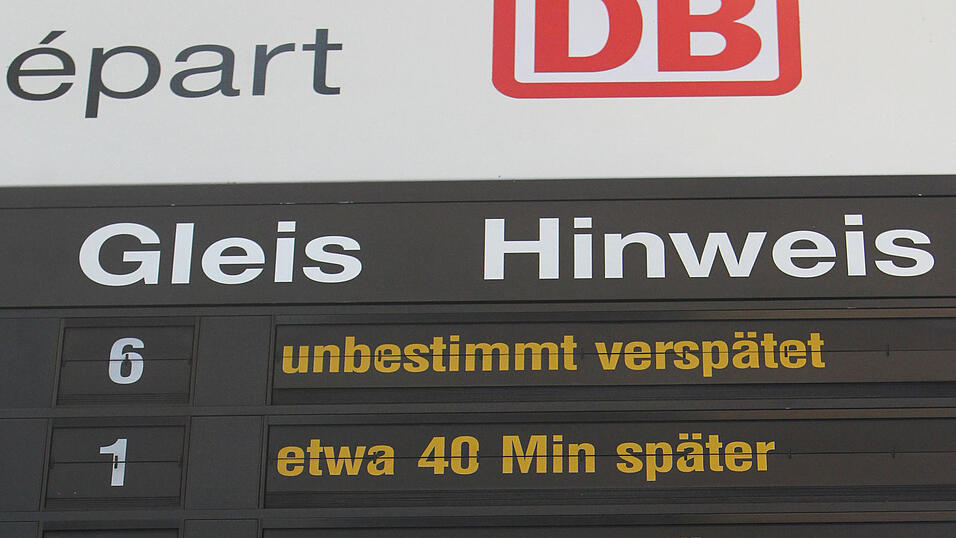 épart
DB
Gleis Hinweis
6 unbestimmt verspätet
1 etwa 40 Min später